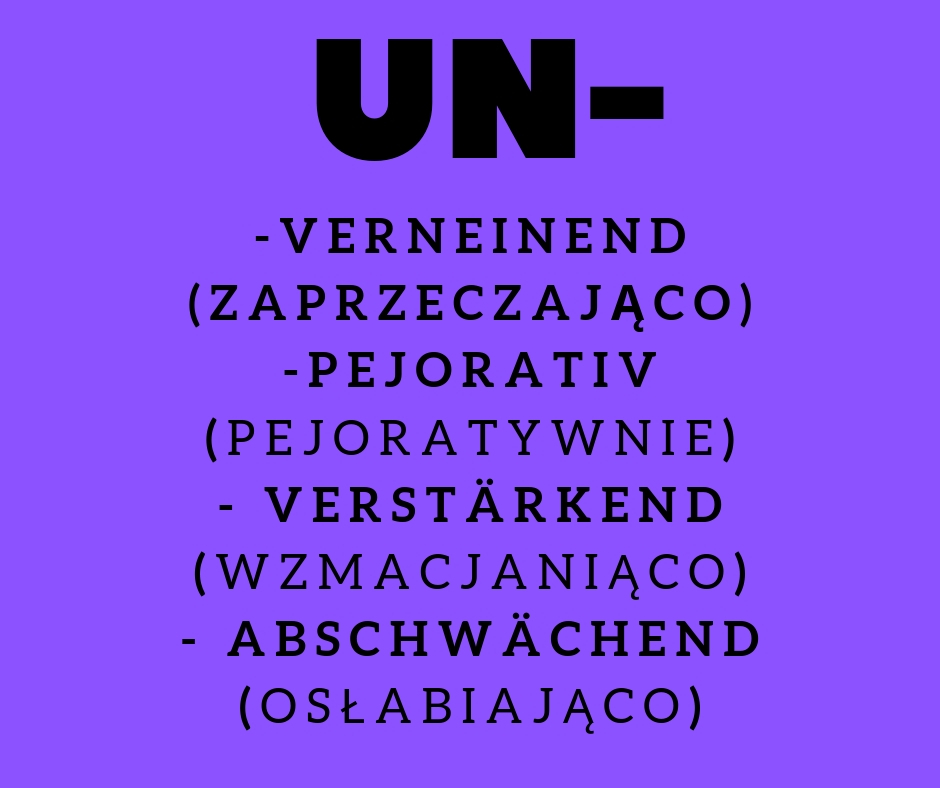 UN-
-VERNEINEND
(ZAPRZECZAJĄCO)
-PEJORATIV
(PEJORATYWNIE)
- VERSTÄRKEND
(WZMACJANIĄCO)
- ABSCHWÄCHEND
(OSŁABIAJĄCO)